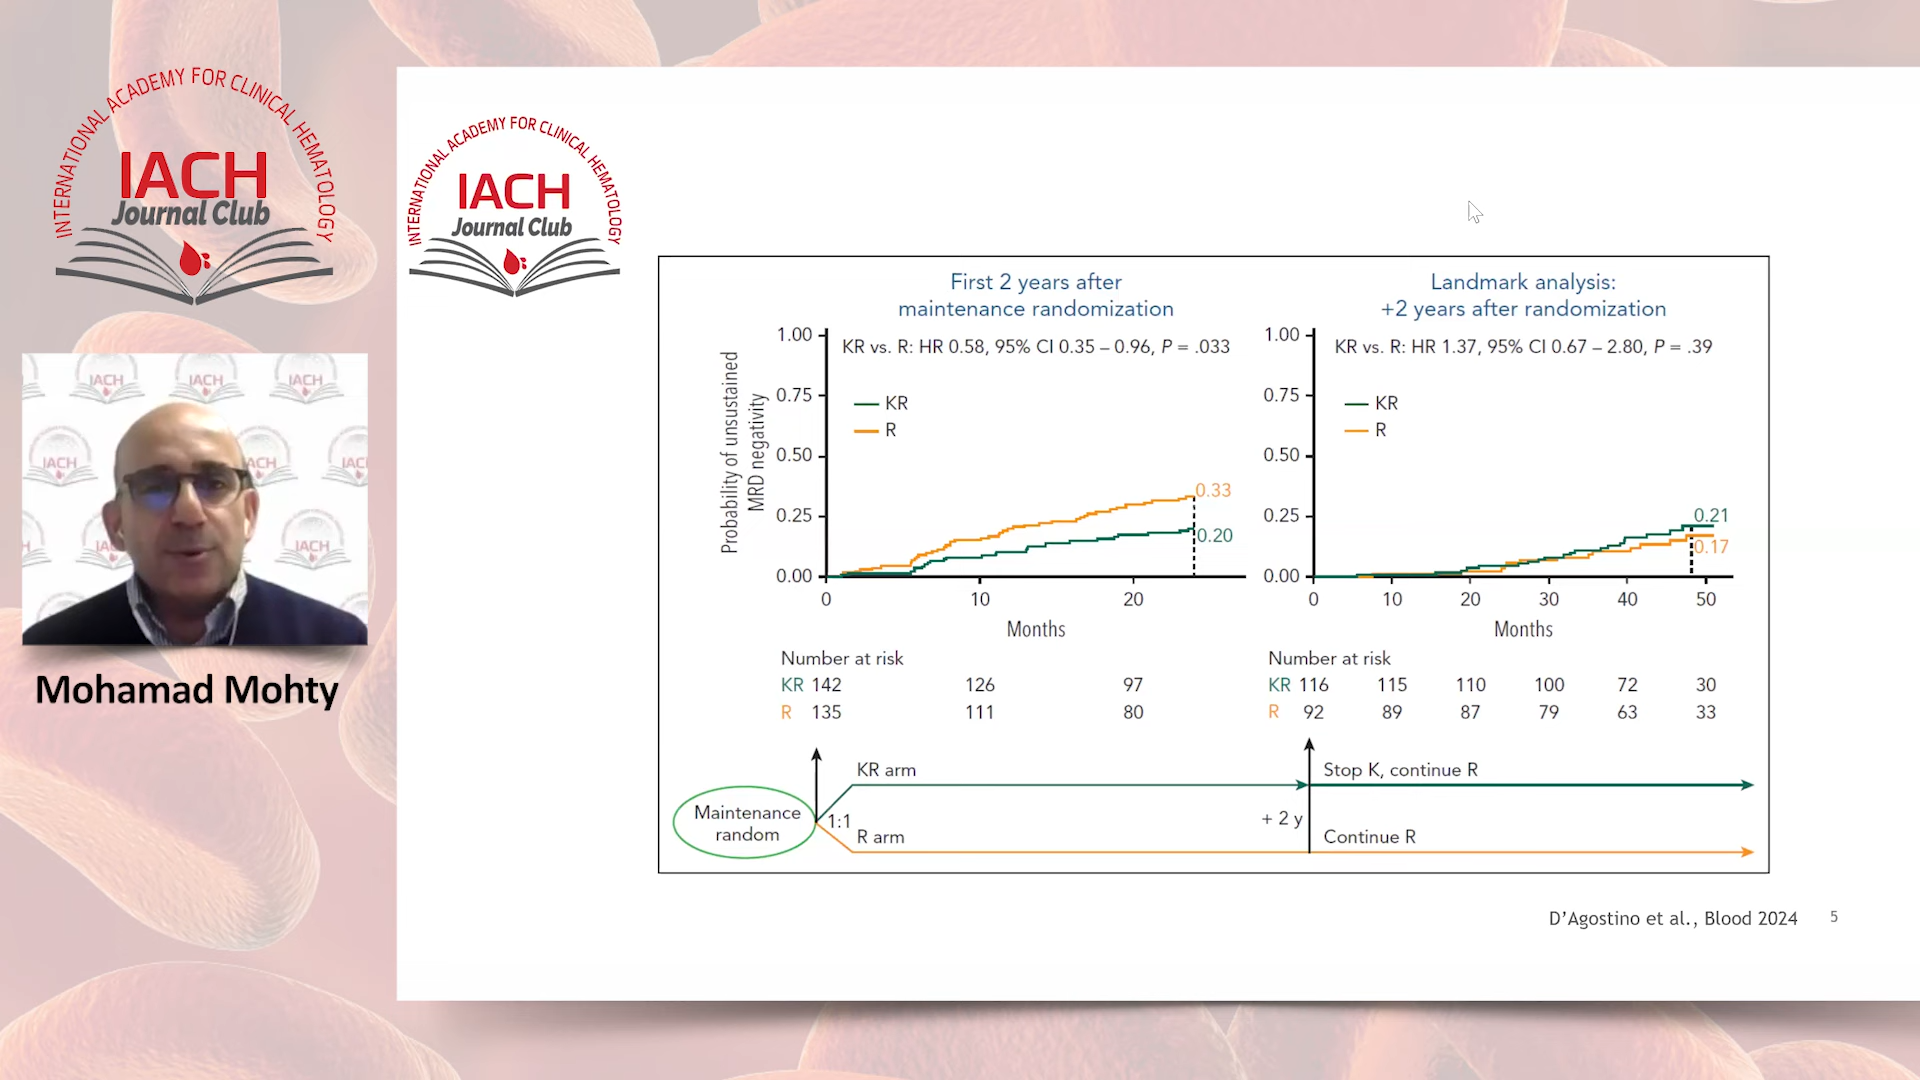 INTERNATIONAL ACADEMY FOR CLINICAL HEMATOLOGY
IACH
Journal Club
INTERNATIONAL ACADEMY FOR CLINICAL HEMATOLOGY
IACH
Journal Club
IACH
IACH
IACH
IACH
IACH
IACH
IACH
Mohamad Mohty
First 2 years after
maintenance randomization
Probability of unsustained
MRD negativity
1.00
0.75
0.50
0.25
0.00
KR vs. R: HR 0.58, 95% CI 0.35 – 0.96, P = .033
KR
R
0.33
0.20
0 10 20
Months
Number at risk
KR 142 126 97
R 135 111 80
Landmark analysis:
+2 years after randomization
1.00
0.75
0.50
0.25
0.00
KR vs. R: HR 1.37, 95% CI 0.67 – 2.80, P = .39
KR
R
0.21
0.17
0 10 20 30 40 50
Months
Number at risk
KR 116 115 110 100 72 30
R 92 89 87 79 63 33
Maintenance
random
1:1
KR arm
R arm
+ 2 y
Stop K, continue R
Continue R
D’Agostino et al., Blood 2024
5